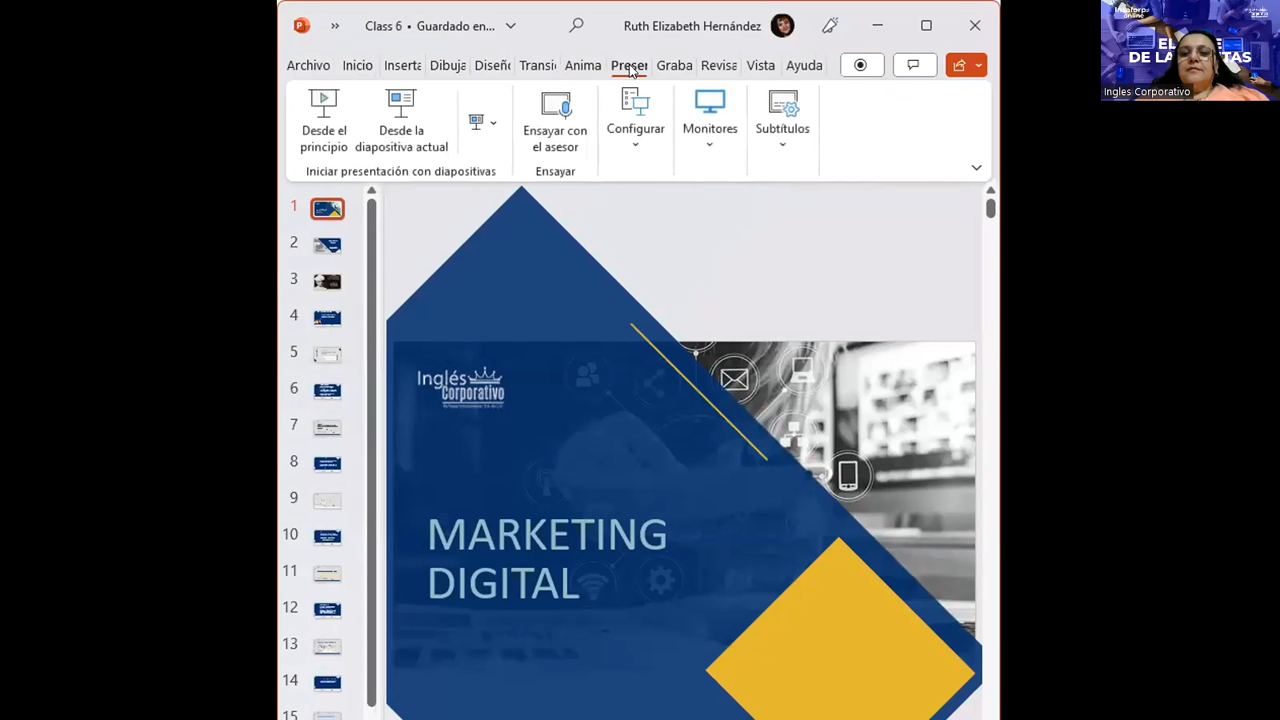 Class 6 • Guardado en...
Ruth Elizabeth Hernández
Archivo Inicio Inserta Dibuja Diseño Transi Anima Presen Graba Revisa Vista Ayuda
Desde el principio
Desde la diapositiva actual
Iniciar presentación con diapositivas
Ensayar con el asesor
Ensayar
Configurar
Monitores
Subtítulos
1
2
3
4
5
6
7
8
9
10
11
12
13
14
15
Inglés
Corporativo
MARKETING
DIGITAL
online
Ingles Corporativo